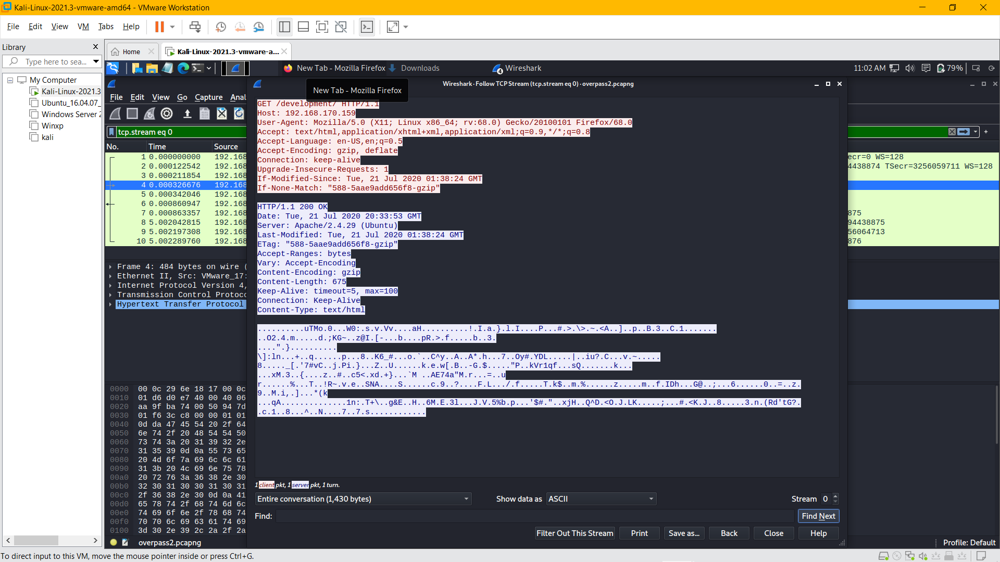 Kali-Linux-2021.3-vmware-amd64 - VMware Workstation
File Edit View VM Tabs Help
Library
Type here to sea...
My Computer
Kali-Linux-2021.3
Ubuntu_16.04.07_
Windows Server 2
Winxp
kali
Home
Kali-Linux-2021.3-vmware-a...
New Tab - Mozilla Firefox
Downloads
4
Wireshark
11:02 AM
79%
Wireshark · Follow TCP Stream (tcp.stream eq 0) · overpass2.pcapng
New Tab - Mozilla Firefox
File Edit View Go Capture Anal
tcp.stream eq 0
No. Time Source
1 0.000000000 192.168
2 0.000122542 192.168
3 0.000211854 192.168
4 0.000326676 192.168
5 0.000342046 192.168
6 0.000860947 192.168
7 0.000863357 192.168
8 5.002042815 192.168
9 5.002197308 192.168
10 5.002289760 192.168
ecr=0 WS=128
4438874 TSecr=3256059711 WS=128
875
94438875
56064713
876
Frame 4: 484 bytes on wire (
Ethernet II, Src: VMware_17:
Internet Protocol Version 4,
Transmission Control Protoco
Hypertext Transfer Protocol
0000 00 0c 29 6e 18 17 00 0c
0010 01 d6 d0 e7 40 00 40 06
0020 aa 9f ba 74 00 50 94 7d
0030 01 f6 3c c8 00 00 01 01
0040 0d da 47 45 54 20 2f 64
0050 6e 74 2f 20 48 54 54 50
0060 73 74 3a 20 31 39 32 2e
0070 31 35 39 0d 0a 55 73 65
0080 20 4d 6f 7a 69 6c 6c 61
0090 31 3b 20 4c 69 6e 75 78
00a0 20 72 76 3a 36 38 2e 30
00b0 32 30 31 30 30 31 30 31
00c0 2f 36 38 2e 30 0d 0a 41
00d0 65 78 74 2f 68 74 6d 6c
00e0 74 69 6f 6e 2f 78 68 74
00f0 70 70 6c 69 63 61 74 69
0100 3d 30 2e 39 2c 2a 2f 2a
GET /development/ HTTP/1.1
Host: 192.168.170.159
User-Agent: Mozilla/5.0 (X11; Linux x86_64; rv:68.0) Gecko/20100101 Firefox/68.0
Accept: text/html,application/xhtml+xml,application/xml;q=0.9,*/*;q=0.8
Accept-Language: en-US,en;q=0.5
Accept-Encoding: gzip, deflate
Connection: keep-alive
Upgrade-Insecure-Requests: 1
If-Modified-Since: Tue, 21 Jul 2020 01:38:24 GMT
If-None-Match: "588-5aae9add656f8-gzip"
HTTP/1.1 200 OK
Date: Tue, 21 Jul 2020 20:33:53 GMT
Server: Apache/2.4.29 (Ubuntu)
Last-Modified: Tue, 21 Jul 2020 01:38:24 GMT
ETag: "588-5aae9add656f8-gzip"
Accept-Ranges: bytes
Vary: Accept-Encoding
Content-Encoding: gzip
Content-Length: 675
Keep-Alive: timeout=5, max=100
Connection: Keep-Alive
Content-Type: text/html
..........uTMo.0...W0:.s.v.Vv....aH..........!.I.a.}.l.I....P...#.>.\>.~.<A..]..p..B.3..C.1.......
..O2.4.m.....d.;KG~..z@I.[-...b....pR.>.f.....b..3.
....".}..........
\]:ln...+..q......p...8..K6_#...o.`..C^y..A..A*.h...7..Oy#.YDL.....|..iu?.C...v.~.....
8....._[.'7#vC..j.Pi.}...Z..U......k.e.w[.B..-G.$....."P..kVr1qf...sQ.......k...
...xM.3..{....z..#..c5<.xd.+}...`M ..AE74a"M.r...=..u
r......%...T..!R~.v.e..SNA....S......c.9..?....F.L.../.f.....T.k$..m.%......z.....m..f.IDh...G@..;...6......0..=..z.
9..M.i,.]...*(k
...qA..............1n:.T+\..g&E..H..6M.E.3l...J.V.5%b.p...'$#."..xjH..Q^D.<O.J.LK.....;...#.<K.J..8.....3.n.(Rd'tG?.
.c.1..8...^..N....7..7.s............
1 client pkt, 1 server pkt, 1 turn.
Entire conversation (1,430 bytes)
Show data as ASCII
Stream 0
Find:
Find Next
Filter Out This Stream Print Save as... Back Close Help
overpass2.pcapng
Profile: Default
To direct input to this VM, move the mouse pointer inside or press Ctrl+G.